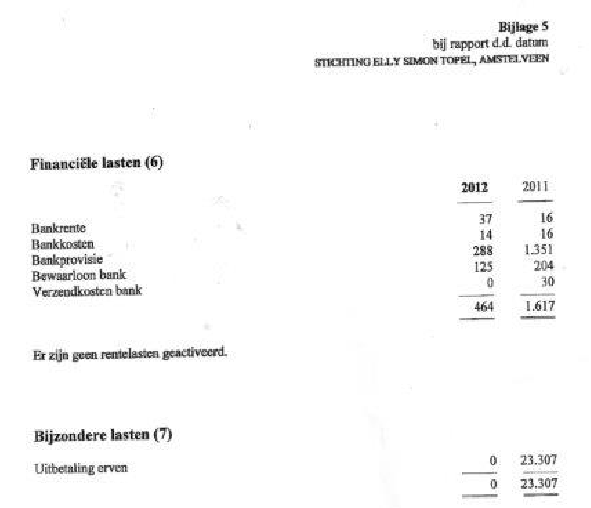 Bijlage 5
bij rapport d.d. datum
STICHTING ELLY SIMON TOPEL, AMSTELVEEN
Financiële lasten (6)
2012 2011
Bankrente 37 16
Bankkosten 14 16
Bankprovisie 288 1.351
Bewaarloon bank 125 204
Verzendkosten bank 0 30
464 1.617
Er zijn geen rentelasten geactiveerd.
Bijzondere lasten (7)
Uitbetaling erven 0 23.307
0 23.307